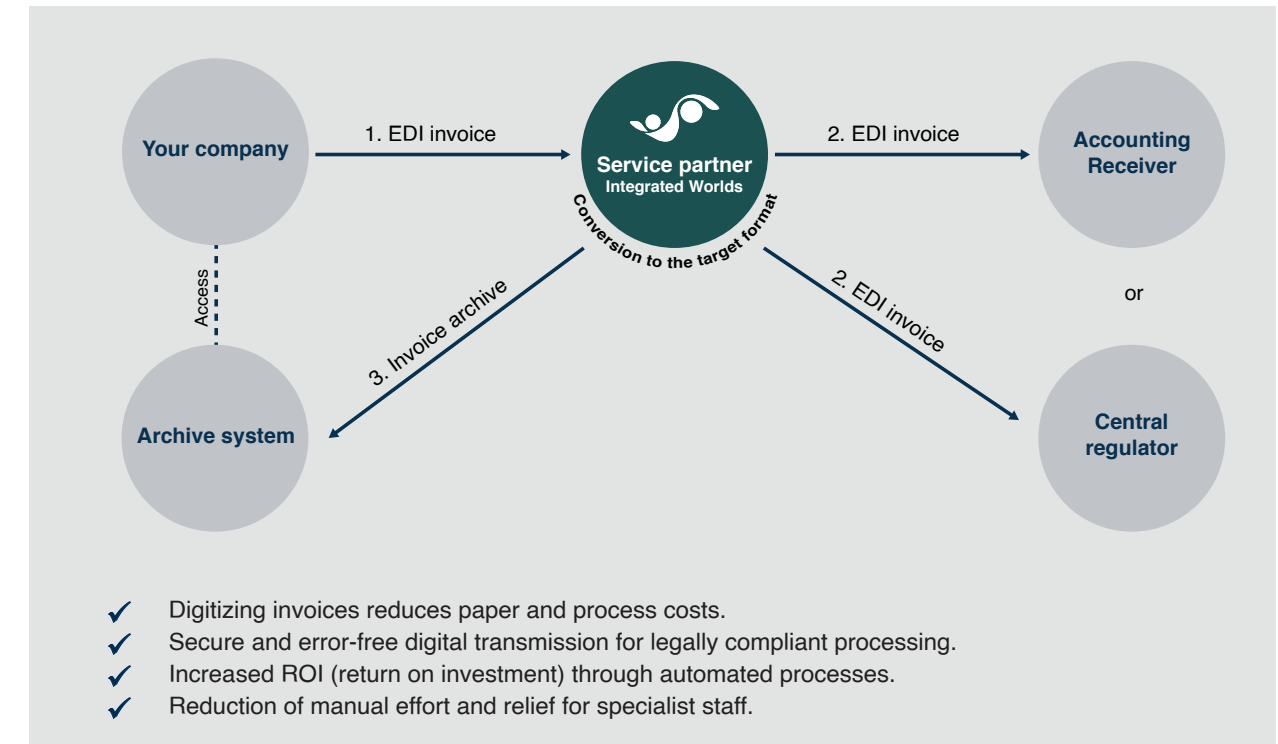 Your company
1. EDI invoice
Service partner
Integrated Worlds
Conversion to the target format
2. EDI invoice
Accounting
Receiver
Access
3. Invoice archive
2. EDI invoice
or
Archive system
Central
regulator
✓ Digitizing invoices reduces paper and process costs.
✓ Secure and error-free digital transmission for legally compliant processing.
✓ Increased ROI (return on investment) through automated processes.
✓ Reduction of manual effort and relief for specialist staff.